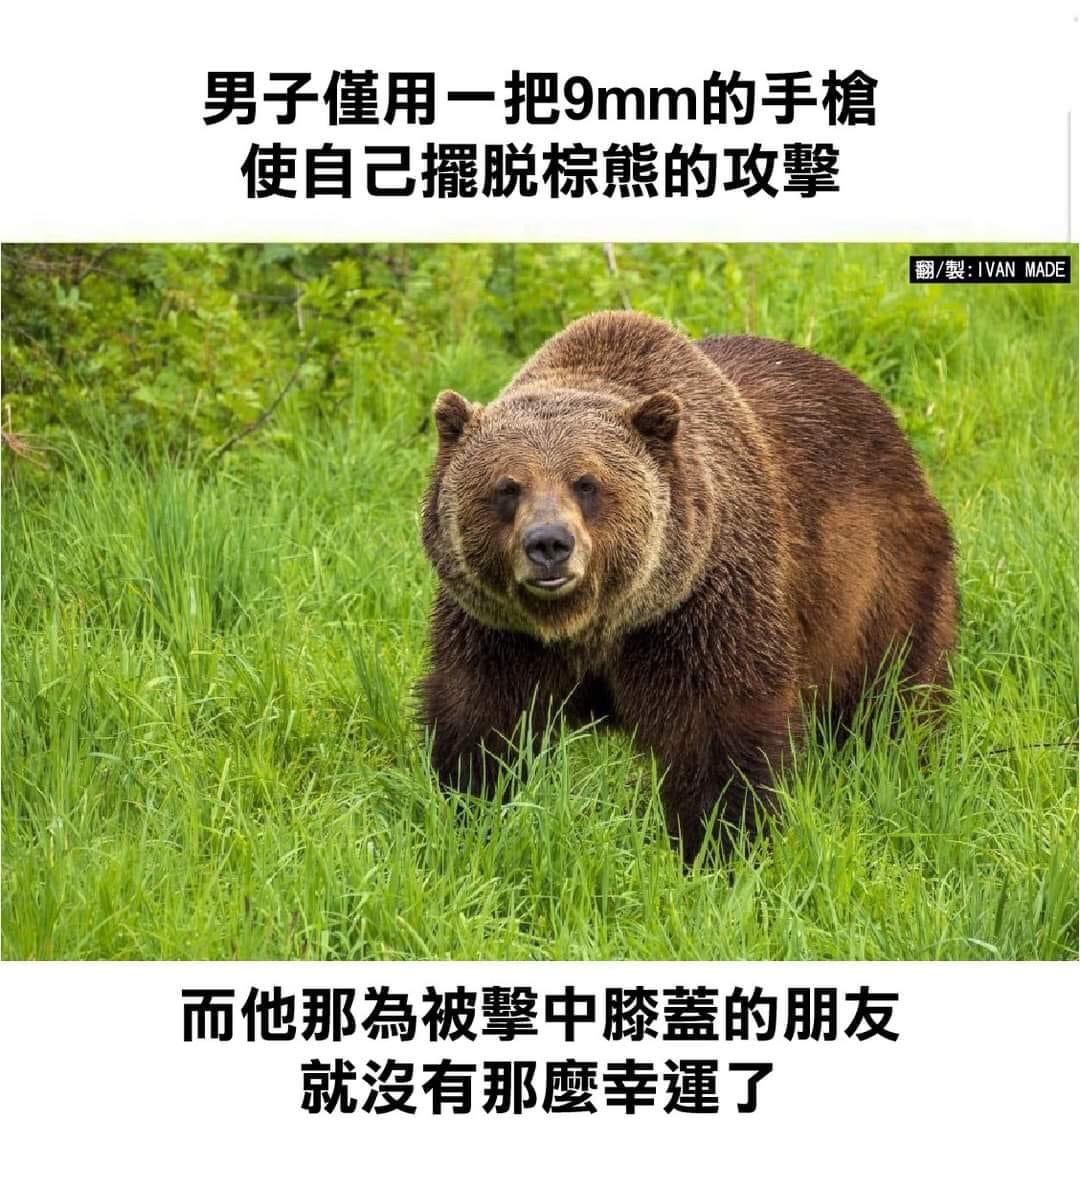 男子僅用一把9mm的手槍
使自己擺脫棕熊的攻擊
翻/製:IVAN MADE
而他那為被擊中膝蓋的朋友
就沒有那麼幸運了